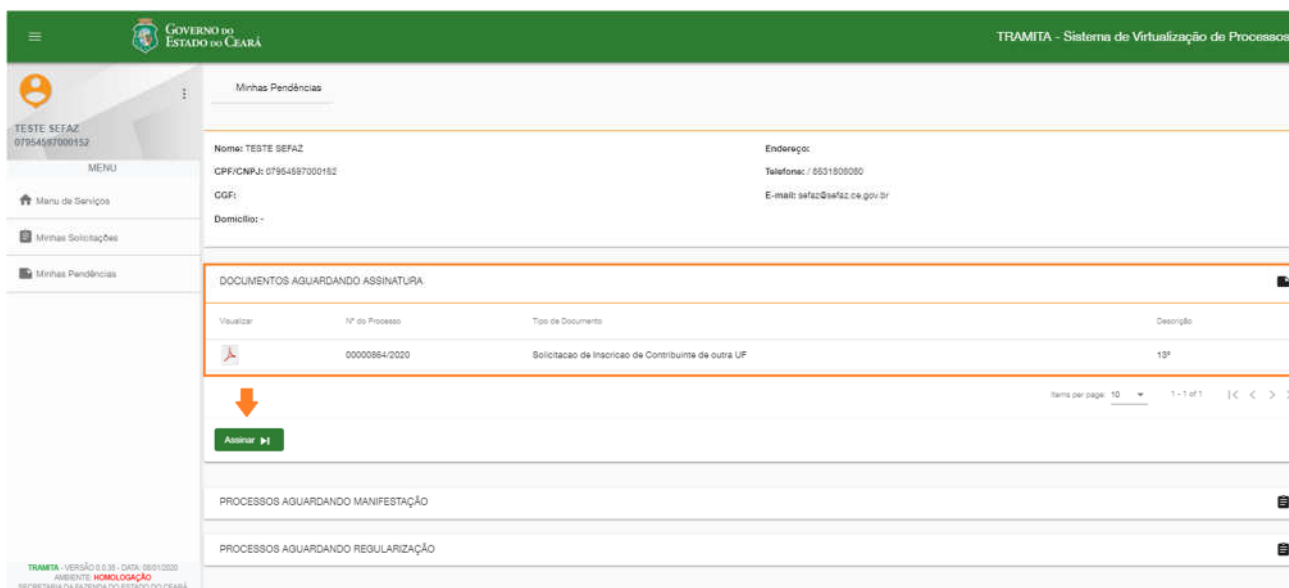 GOVERNO DO
ESTADO DO CEARÁ
TRAMITA - Sistema de Virtualização de Processos
TESTE SEFAZ
07954597000152
MENU
Menu de Serviços
Minhas Solicitações
Minhas Pendências
Minhas Pendências
Nome: TESTE SEFAZ
Endereço:
CPF/CNPJ: 07954597000152
Telefone: / 8531808080
CGF:
E-mail: sefaz@sefaz.ce.gov.br
Domicílio: -
DOCUMENTOS AGUARDANDO ASSINATURA
Visualizar Nº do Processo Tipo de Documento Descrição
00000864/2020 Solicitacao de Inscricao de Contribuinte de outra UF 13º
Items per page: 10 1 - 1 of 1
Assinar
PROCESSOS AGUARDANDO MANIFESTAÇÃO
PROCESSOS AGUARDANDO REGULARIZAÇÃO
TRAMITA - VERSÃO 0.0.35 - DATA: 08/01/2020
AMBIENTE: HOMOLOGAÇÃO
SECRETARIA DA FAZENDA DO ESTADO DO CEARÁ